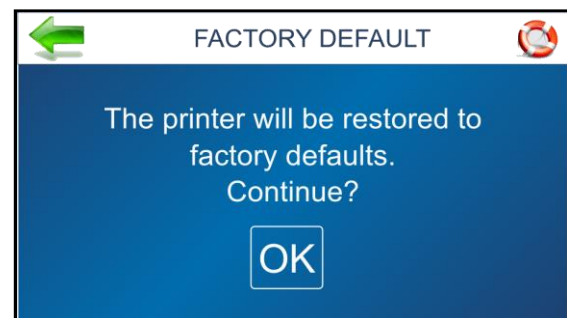 FACTORY DEFAULT
The printer will be restored to
factory defaults.
Continue?
OK